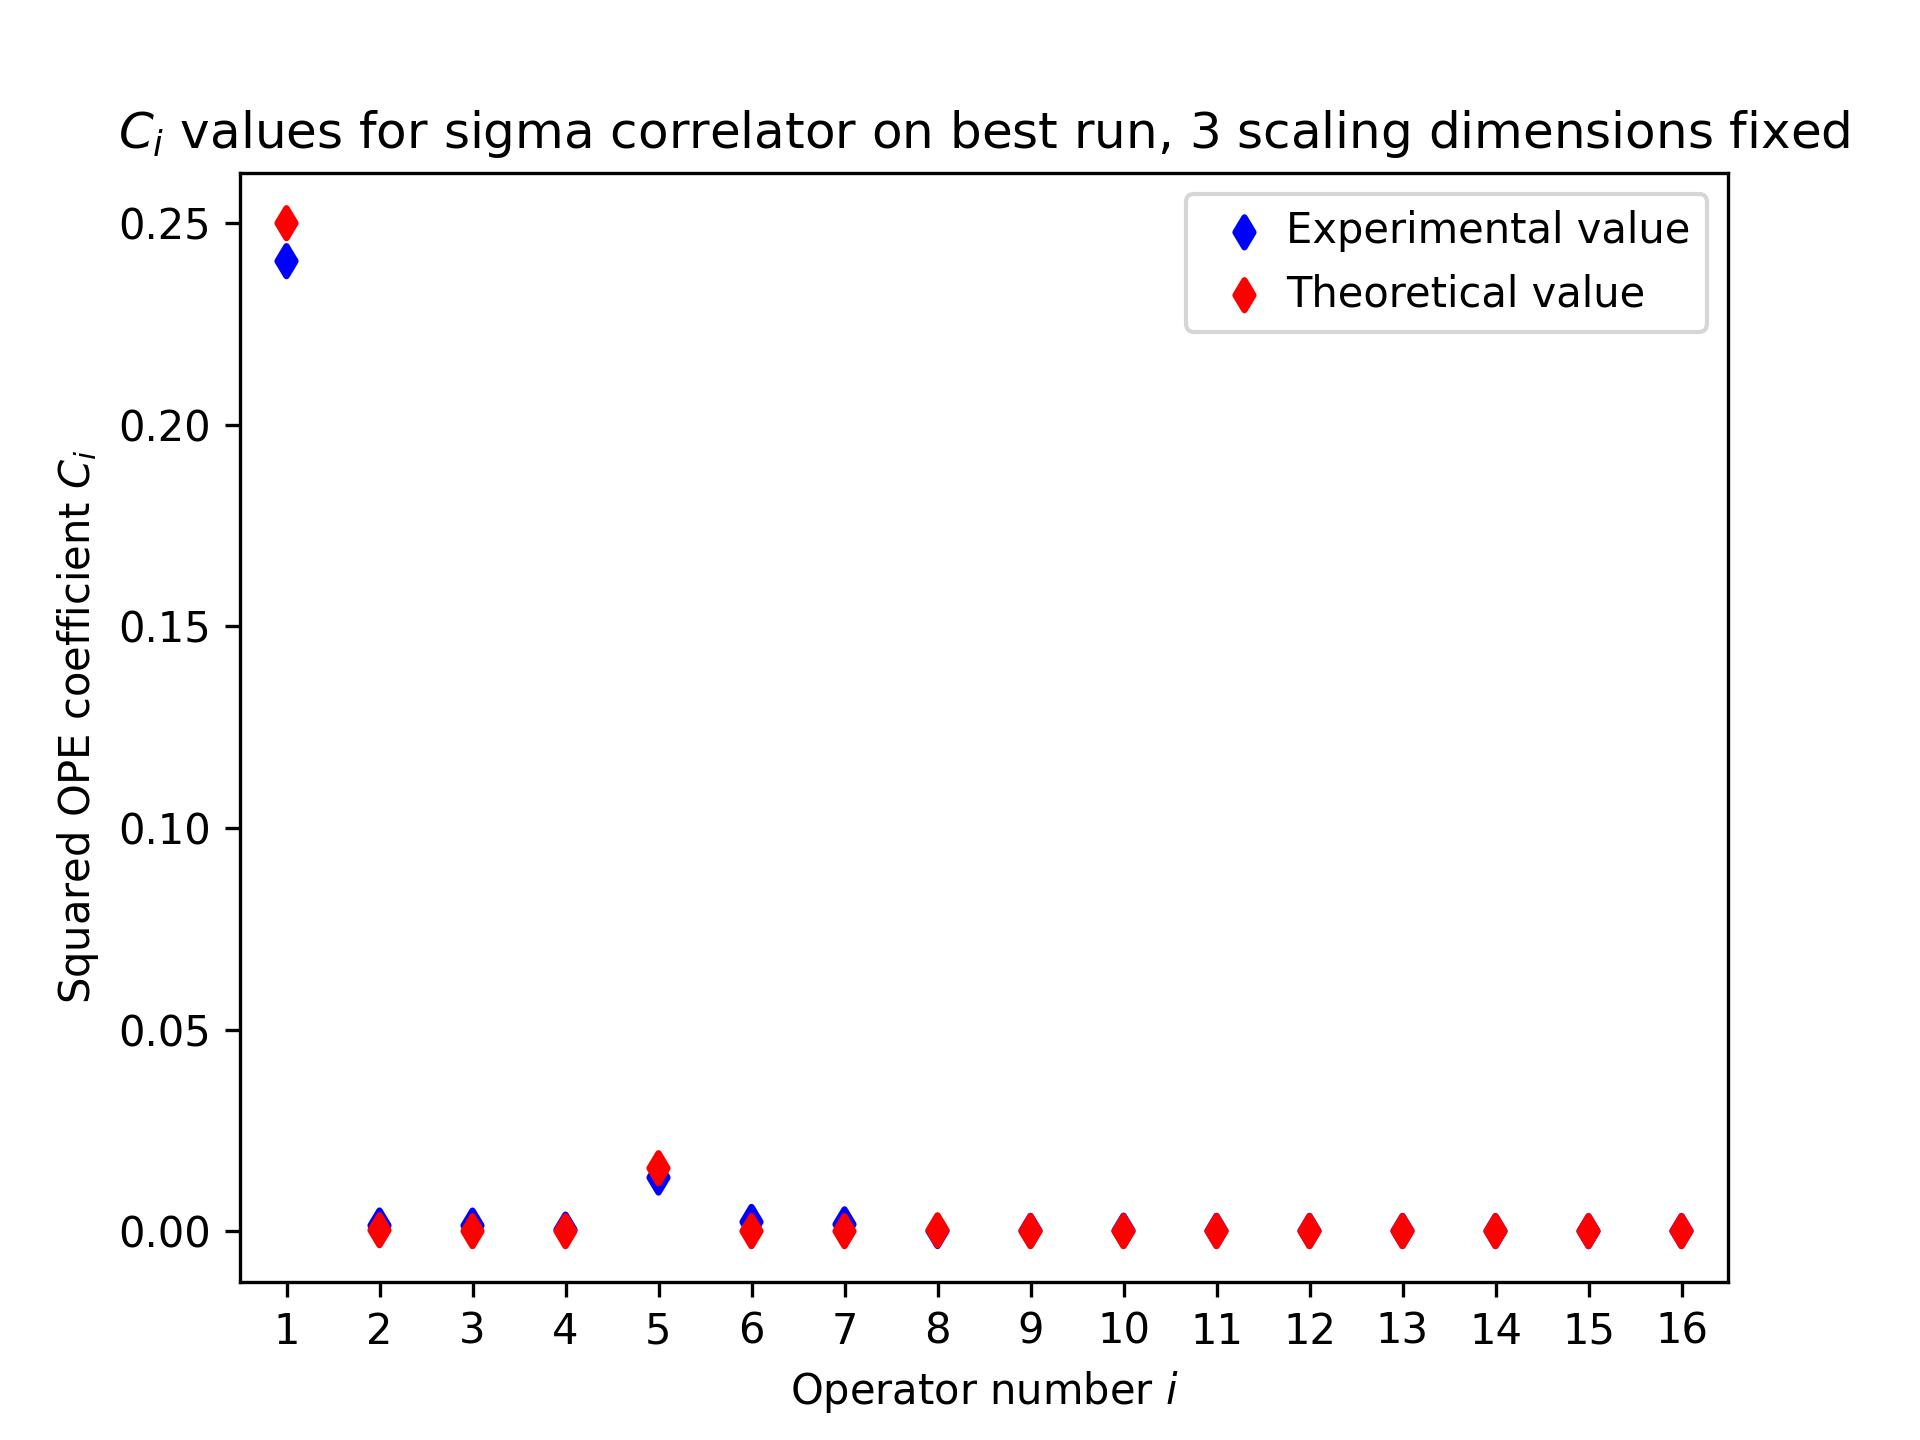 C_i values for sigma correlator on best run, 3 scaling dimensions fixed
Experimental value
Theoretical value
Squared OPE coefficient C_i
0.25
0.20
0.15
0.10
0.05
0.00
1 2 3 4 5 6 7 8 9 10 11 12 13 14 15 16
Operator number i